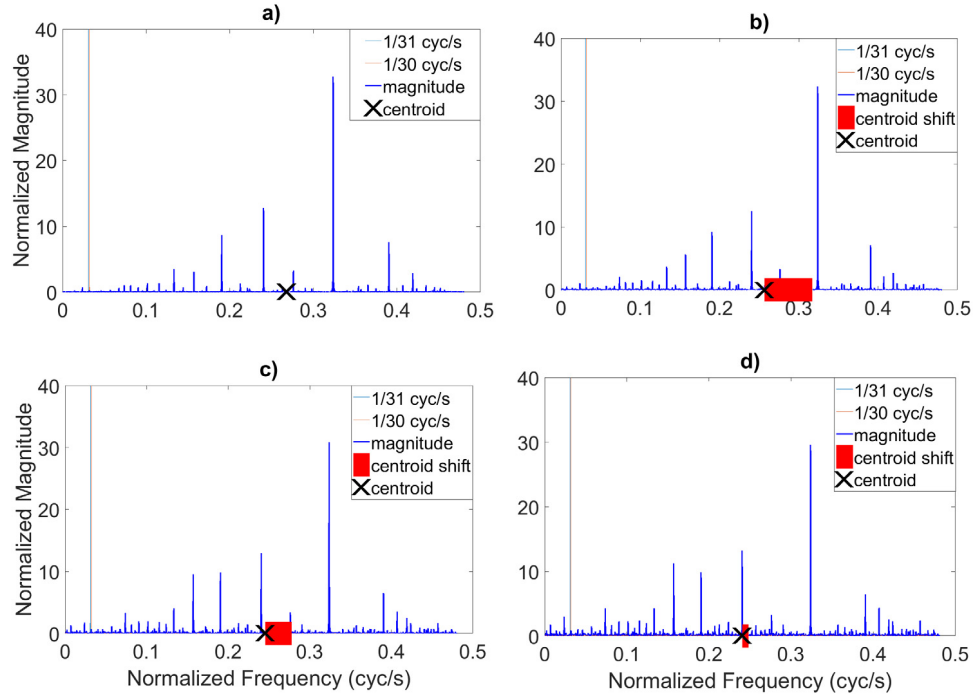 a)
Normalized Magnitude
40
30
20
10
0
0 0.1 0.2 0.3 0.4 0.5
1/31 cyc/s
1/30 cyc/s
magnitude
centroid
b)
40
30
20
10
0
0 0.1 0.2 0.3 0.4 0.5
1/31 cyc/s
1/30 cyc/s
magnitude
centroid shift
centroid
c)
Normalized Magnitude
40
30
20
10
0
0 0.1 0.2 0.3 0.4 0.5
Normalized Frequency (cyc/s)
1/31 cyc/s
1/30 cyc/s
magnitude
centroid shift
centroid
d)
40
30
20
10
0
0 0.1 0.2 0.3 0.4 0.5
Normalized Frequency (cyc/s)
1/31 cyc/s
1/30 cyc/s
magnitude
centroid shift
centroid